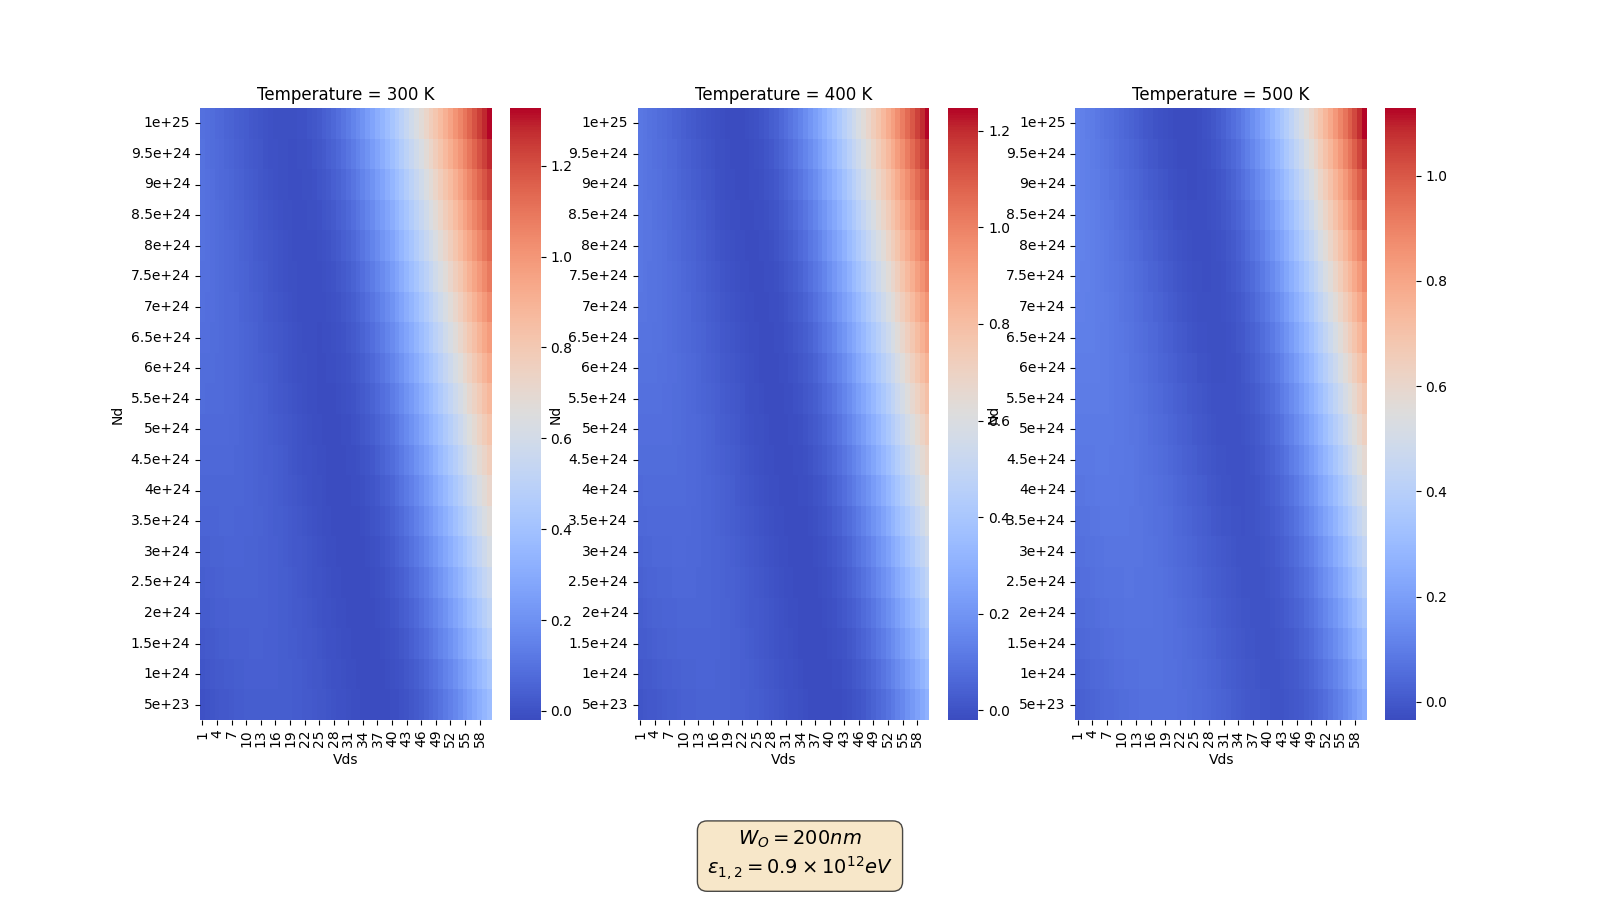 Temperature = 300 K
Nd
1e+25
9.5e+24
9e+24
8.5e+24
8e+24
7.5e+24
7e+24
6.5e+24
6e+24
5.5e+24
5e+24
4.5e+24
4e+24
3.5e+24
3e+24
2.5e+24
2e+24
1.5e+24
1e+24
5e+23
1 4 7 10 13 16 19 22 25 28 31 34 37 40 43 46 49 52 55 58
Vds
1.2
1.0
0.8
0.6
0.4
0.2
0.0
Temperature = 400 K
Nd
1e+25
9.5e+24
9e+24
8.5e+24
8e+24
7.5e+24
7e+24
6.5e+24
6e+24
5.5e+24
5e+24
4.5e+24
4e+24
3.5e+24
3e+24
2.5e+24
2e+24
1.5e+24
1e+24
5e+23
1 4 7 10 13 16 19 22 25 28 31 34 37 40 43 46 49 52 55 58
Vds
1.2
1.0
0.8
0.6
0.4
0.2
0.0
Temperature = 500 K
Nd
1e+25
9.5e+24
9e+24
8.5e+24
8e+24
7.5e+24
7e+24
6.5e+24
6e+24
5.5e+24
5e+24
4.5e+24
4e+24
3.5e+24
3e+24
2.5e+24
2e+24
1.5e+24
1e+24
5e+23
1 4 7 10 13 16 19 22 25 28 31 34 37 40 43 46 49 52 55 58
Vds
1.0
0.8
0.6
0.4
0.2
0.0
W_O = 200nm
ε_{1,2} = 0.9 × 10^{12}eV